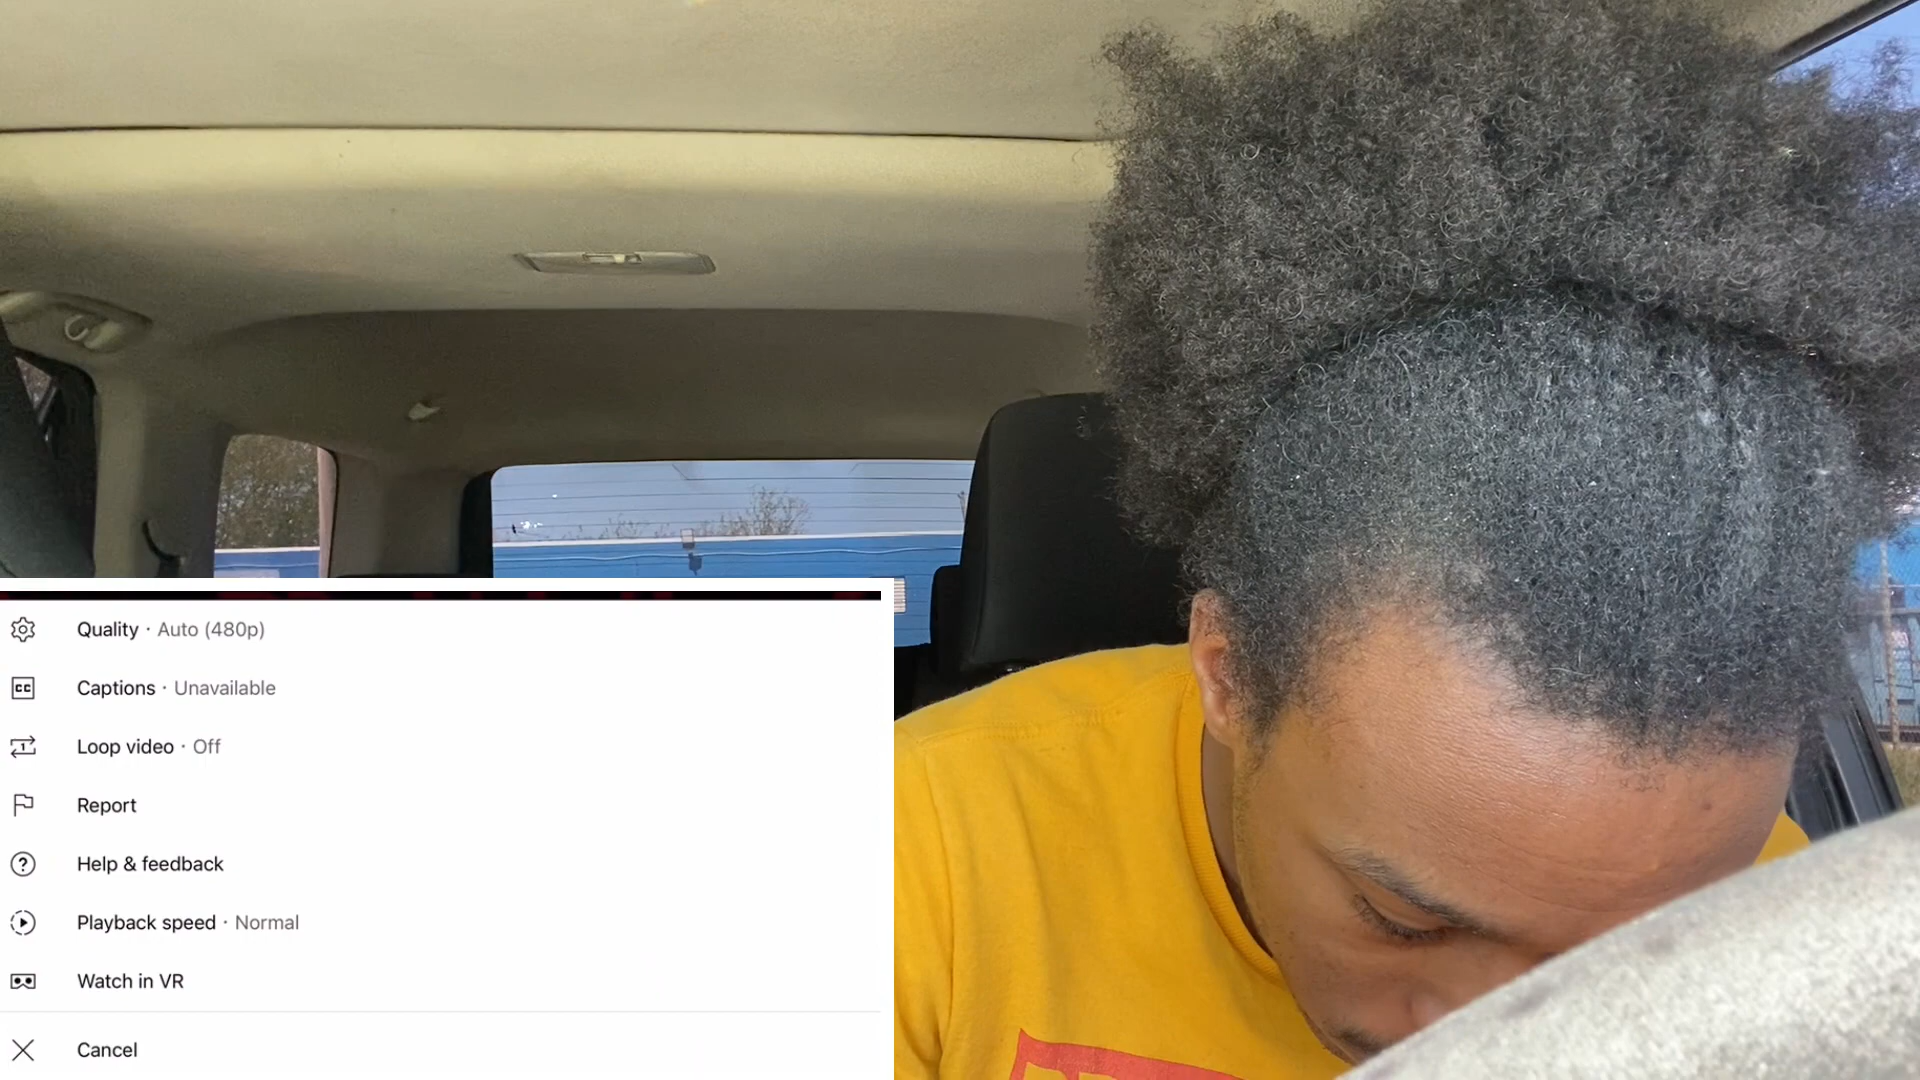 Quality · Auto (480p)
Captions · Unavailable
Loop video · Off
Report
Help & feedback
Playback speed · Normal
Watch in VR
Cancel